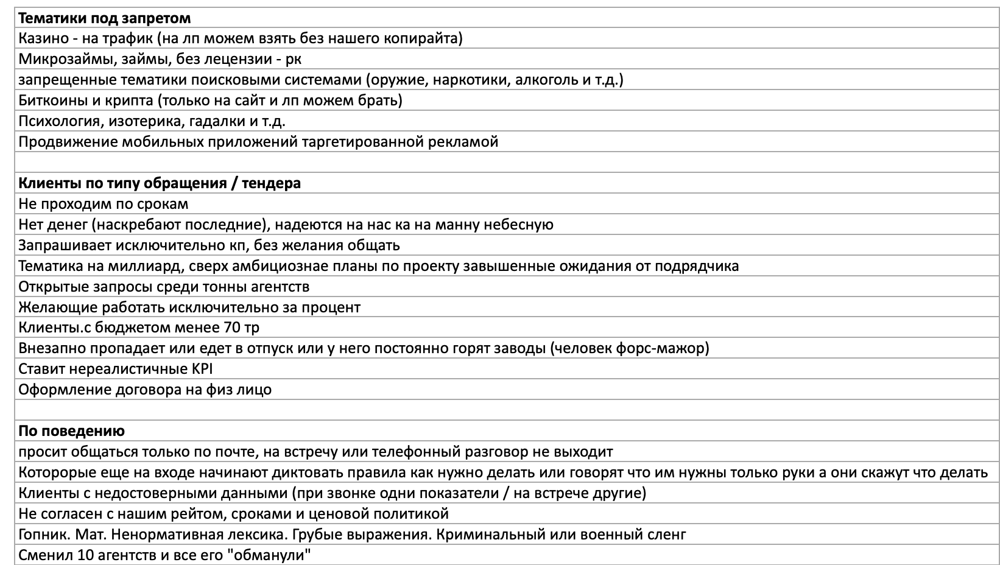 Тематики под запретом
Казино - на трафик (на лп можем взять без нашего копирайта)
Микрозаймы, займы, без лецензии - рк
запрещенные тематики поисковыми системами (оружие, наркотики, алкоголь и т.д.)
Биткоины и крипта (только на сайт и лп можем брать)
Психология, изотерика, гадалки и т.д.
Продвижение мобильных приложений таргетированной рекламой
Клиенты по типу обращения / тендера
Не проходим по срокам
Нет денег (наскребают последние), надеются на нас ка на манну небесную
Запрашивает исключительно кп, без желания общать
Тематика на миллиард, сверх амбициознае планы по проекту завышенные ожидания от подрядчика
Открытые запросы среди тонны агентств
Желающие работать исключительно за процент
Клиенты.с бюджетом менее 70 тр
Внезапно пропадает или едет в отпуск или у него постоянно горят заводы (человек форс-мажор)
Ставит нереалистичные KPI
Оформление договора на физ лицо
По поведению
просит общаться только по почте, на встречу или телефонный разговор не выходит
Которорые еще на входе начинают диктовать правила как нужно делать или говорят что им нужны только руки а они скажут что делать
Клиенты с недостоверными данными (при звонке одни показатели / на встрече другие)
Не согласен с нашим рейтом, сроками и ценовой политикой
Гопник. Мат. Ненормативная лексика. Грубые выражения. Криминальный или военный сленг
Сменил 10 агентств и все его "обманули"